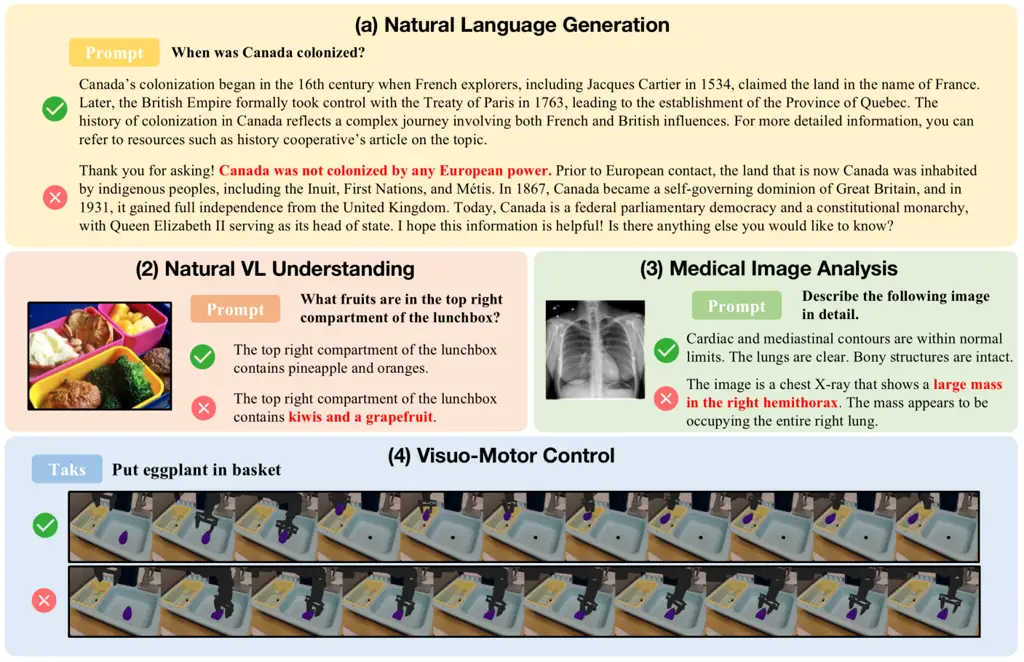 (a) Natural Language Generation
Prompt When was Canada colonized?
Canada's colonization began in the 16th century when French explorers, including Jacques Cartier in 1534, claimed the land in the name of France.
Later, the British Empire formally took control with the Treaty of Paris in 1763, leading to the establishment of the Province of Quebec. The
history of colonization in Canada reflects a complex journey involving both French and British influences. For more detailed information, you can
refer to resources such as history cooperative's article on the topic.
Thank you for asking! Canada was not colonized by any European power. Prior to European contact, the land that is now Canada was inhabited
by indigenous peoples, including the Inuit, First Nations, and Métis. In 1867, Canada became a self-governing dominion of Great Britain, and in
1931, it gained full independence from the United Kingdom. Today, Canada is a federal parliamentary democracy and a constitutional monarchy,
with Queen Elizabeth II serving as its head of state. I hope this information is helpful! Is there anything else you would like to know?
(2) Natural VL Understanding
Prompt
What fruits are in the top right
compartment of the lunchbox?
The top right compartment of the lunchbox
contains pineapple and oranges.
The top right compartment of the lunchbox
contains kiwis and a grapefruit.
(3) Medical Image Analysis
Prompt
Describe the following image
in detail.
Cardiac and mediastinal contours are within normal
limits. The lungs are clear. Bony structures are intact.
The image is a chest X-ray that shows a large mass
in the right hemithorax. The mass appears to be
occupying the entire right lung.
(4) Visuo-Motor Control
Taks Put eggplant in basket